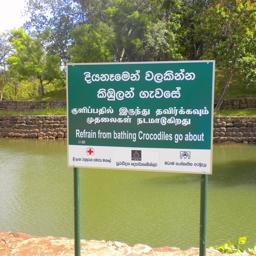 දියනෑමෙන් වලකින්න
කිඹුලන් ගැවසේ
குளிப்பதில் இருந்து தவிர்க்கவும்
முதலைகள் நடமாடுகிறது
Refrain from bathing Crocodiles go about